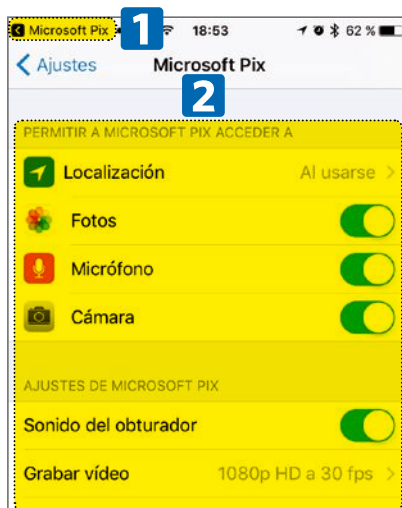 Microsoft Pix 1 18:53 62 %
Ajustes Microsoft Pix
2
PERMITIR A MICROSOFT PIX ACCEDER A
Localización Al usarse
Fotos
Micrófono
Cámara
AJUSTES DE MICROSOFT PIX
Sonido del obturador
Grabar vídeo 1080p HD a 30 fps